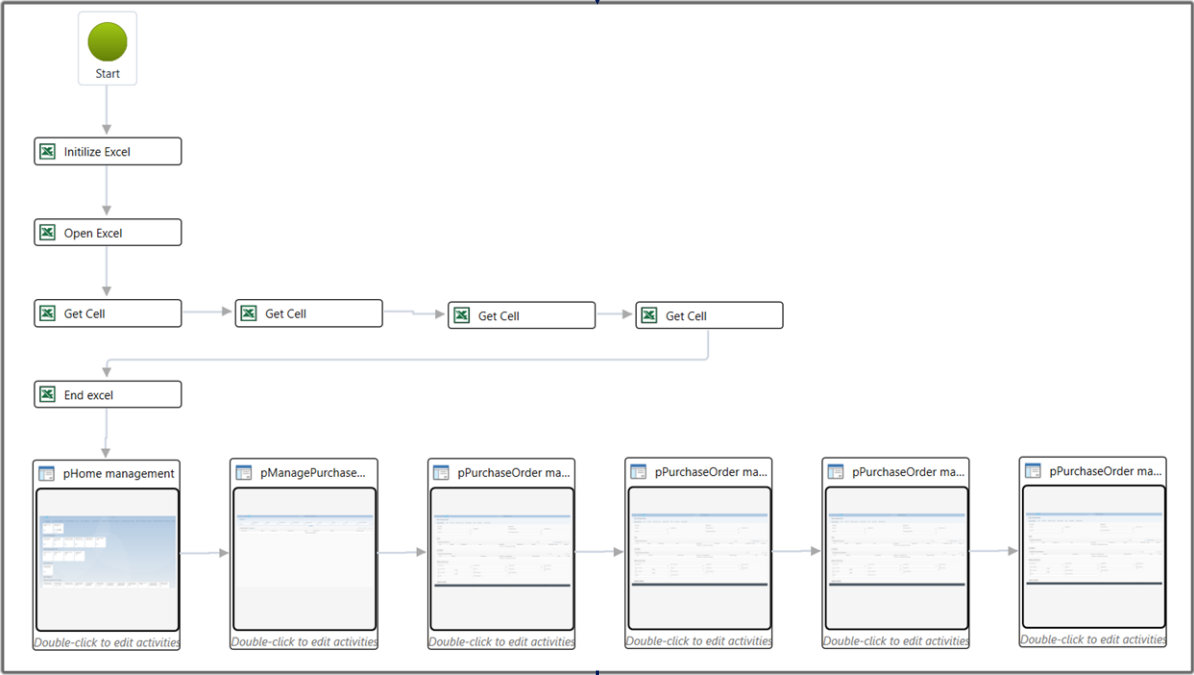 Start
Initilize Excel
Open Excel
Get Cell
Get Cell
Get Cell
Get Cell
End excel
pHome management
pManagePurchase...
pPurchaseOrder ma...
pPurchaseOrder ma...
pPurchaseOrder ma...
pPurchaseOrder ma...
Double-click to edit activities
Double-click to edit activities
Double-click to edit activities
Double-click to edit activities
Double-click to edit activities
Double-click to edit activities